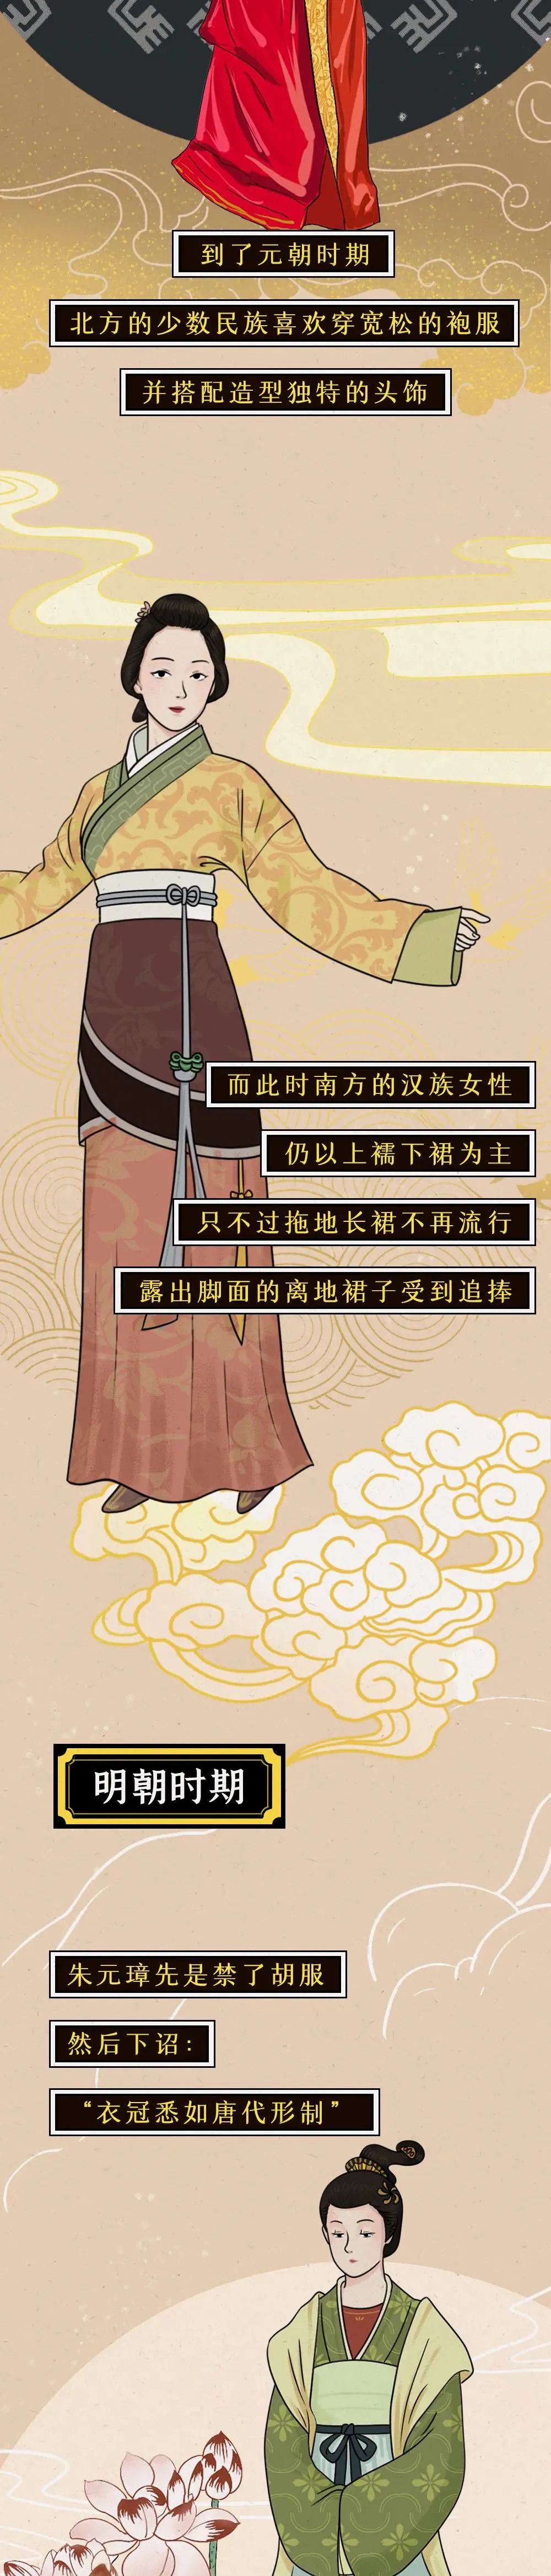 到了元朝时期
北方的少数民族喜欢穿宽松的袍服
并搭配造型独特的头饰
而此时南方的汉族女性
仍以上襦下裙为主
只不过拖地长裙不再流行
露出脚面的离地裙子受到追捧
明朝时期
朱元璋先是禁了胡服
然后下诏：
“衣冠悉如唐代形制”